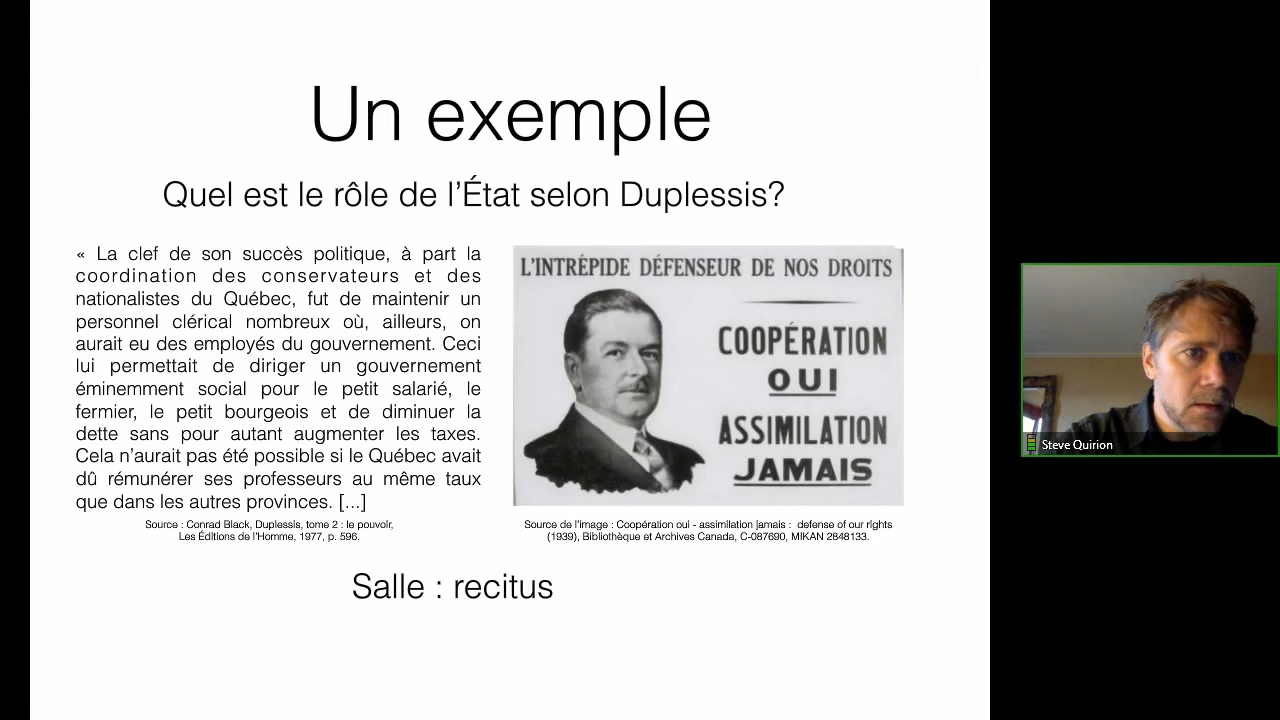 Un exemple
Quel est le rôle de l'État selon Duplessis?
« La clef de son succès politique, à part la
coordination des conservateurs et des
nationalistes du Québec, fut de maintenir un
personnel clérical nombreux où, ailleurs, on
aurait eu des employés du gouvernement. Ceci
lui permettait de diriger un gouvernement
éminemment social pour le petit salarié, le
fermier, le petit bourgeois et de diminuer la
dette sans pour autant augmenter les taxes.
Cela n'aurait pas été possible si le Québec avait
dû rémunérer ses professeurs au même taux
que dans les autres provinces. [...]
Source : Conrad Black, Duplessis, tome 2 : le pouvoir,
Les Éditions de l'Homme, 1977, p. 596.
L'INTRÉPIDE DÉFENSEUR DE NOS DROITS
COOPÉRATION
OUI
ASSIMILATION
JAMAIS
Source de l'image : Coopération oui - assimilation jamais : defense of our rights
(1939), Bibliothèque et Archives Canada, C-087690, MIKAN 2848133.
Salle : recitus
Steve Quirion